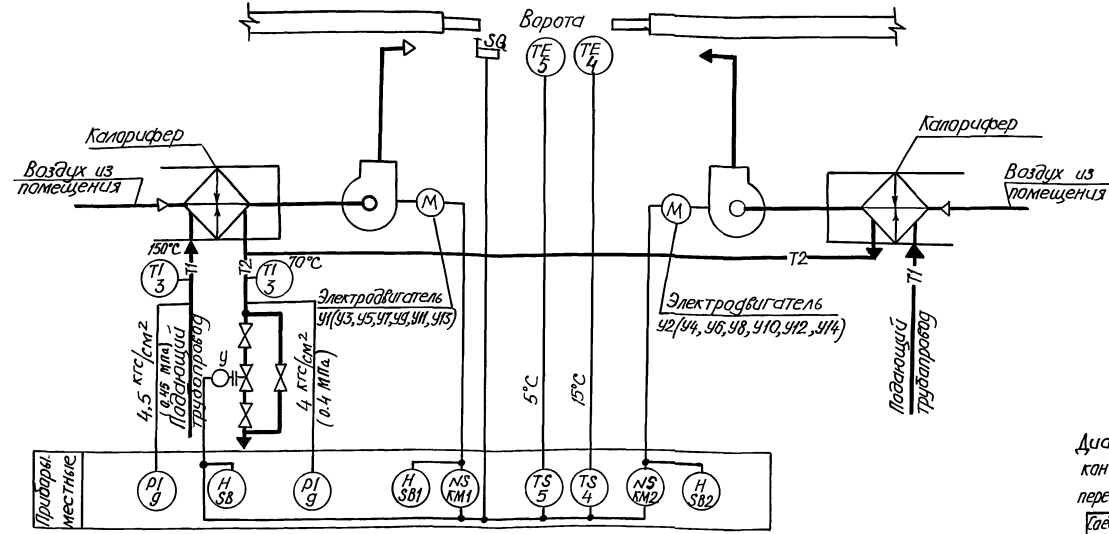 Ворота
SQ
TE
5
TE
4
Калорифер
Воздух из
помещения
M
150°C
T1
T2
70°C
TI
3
TI
3
Электродвигатель
У1(У3, У5, У7, У9, У11, У13)
4,5 кгс/см²
(0.45 МПа)
Подающий
трубопровод
У
4 кгс/см²
(0.4 МПа)
5°C
15°C
M
Калорифер
Воздух из
помещения
T2
T1
Электродвигатель
У2(У4, У6, У8, У10, У12, У14)
Подающий
трубопровод
Приборы
местные
PI
9
H
SB
PI
9
H
SB1
NS
KM1
TS
5
TS
4
NS
KM2
H
SB2
Диа
кан
пере
Сов